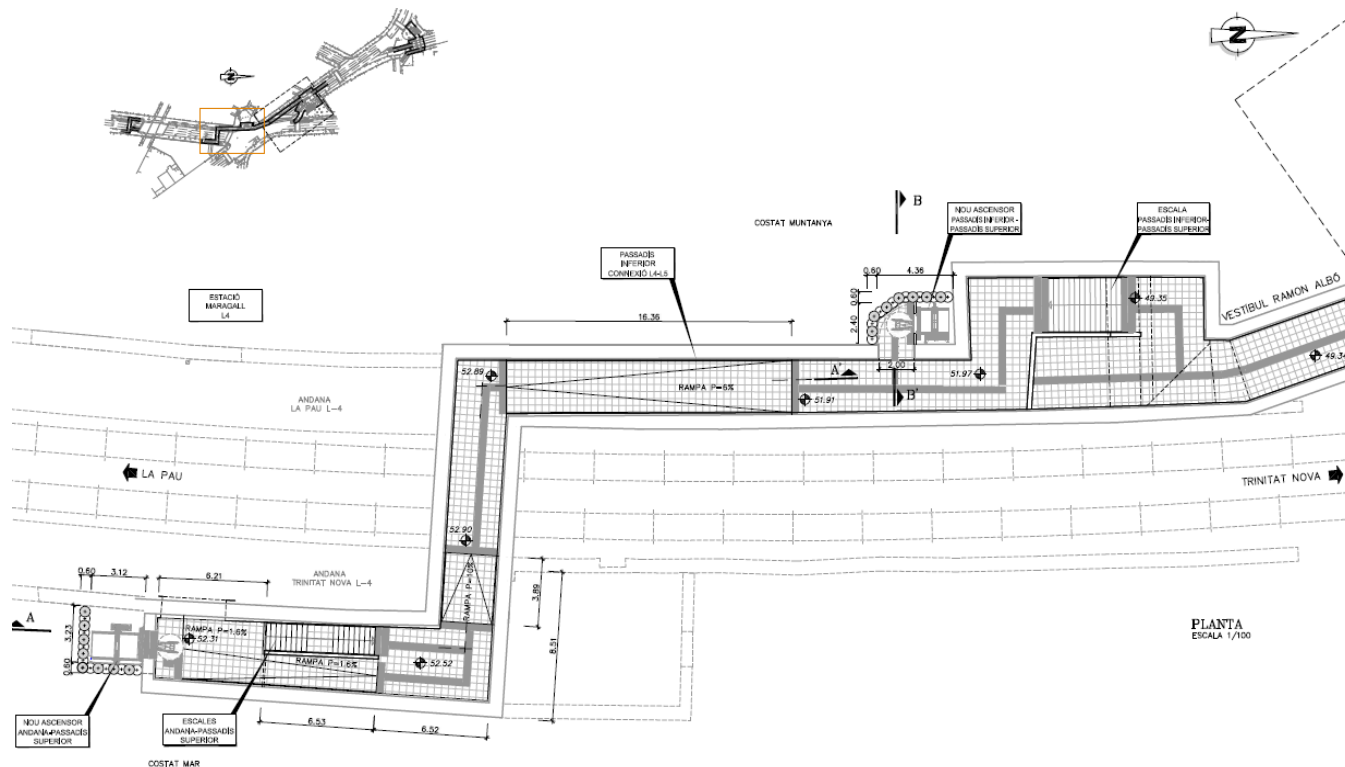 N
N
B
COSTAT MUNTANYA
NOU ASCENSOR
PASSADÍS INFERIOR -
PASSADÍS SUPERIOR
ESCALA
PASSADÍS INFERIOR-
PASSADÍS SUPERIOR
PASSADÍS
INFERIOR
CONNEXIÓ L4-L5
0.60
4.36
ESTACIÓ
MARAGALL
L4
0.60
2.40
49.35
VESTÍBUL RAMON ALBÓ
16.36
2.00
49.34
52.89
A'
51.97
RAMPA P=6%
B'
51.91
ANDANA
LA PAU L-4
LA PAU
TRINITAT NOVA
52.90
ANDANA
TRINITAT NOVA L-4
0.60
3.12
6.21
RAMPA P=10%
3.89
A
3.23
RAMPA P=1.6%
52.31
PLANTA
ESCALA 1/100
8.51
0.60
RAMPA P=1.6%
52.52
NOU ASCENSOR
ANDANA-PASSADÍS
SUPERIOR
ESCALES
ANDANA-PASSADÍS
SUPERIOR
6.53
6.52
COSTAT MAR